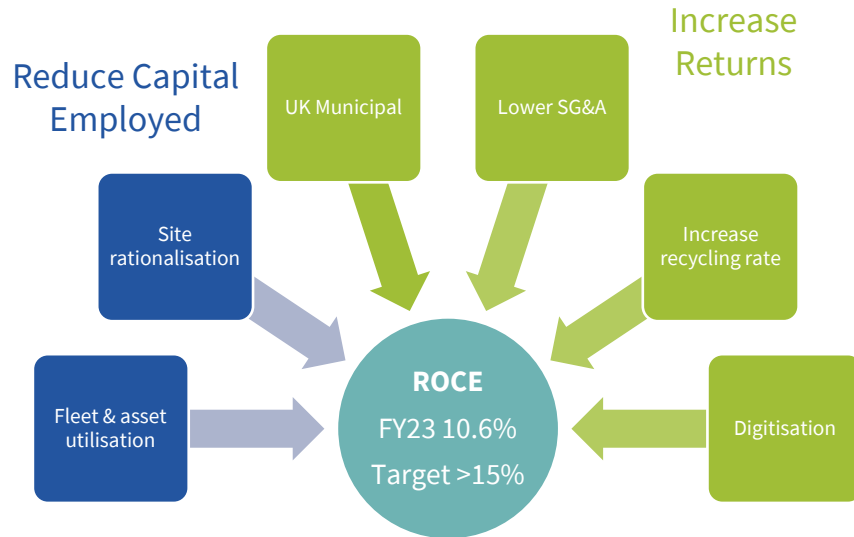 Increase
Returns
Reduce Capital
Employed
UK Municipal
Lower SG&A
Site
rationalisation
Increase
recycling rate
Fleet & asset
utilisation
ROCE
FY23 10.6%
Target >15%
Digitisation